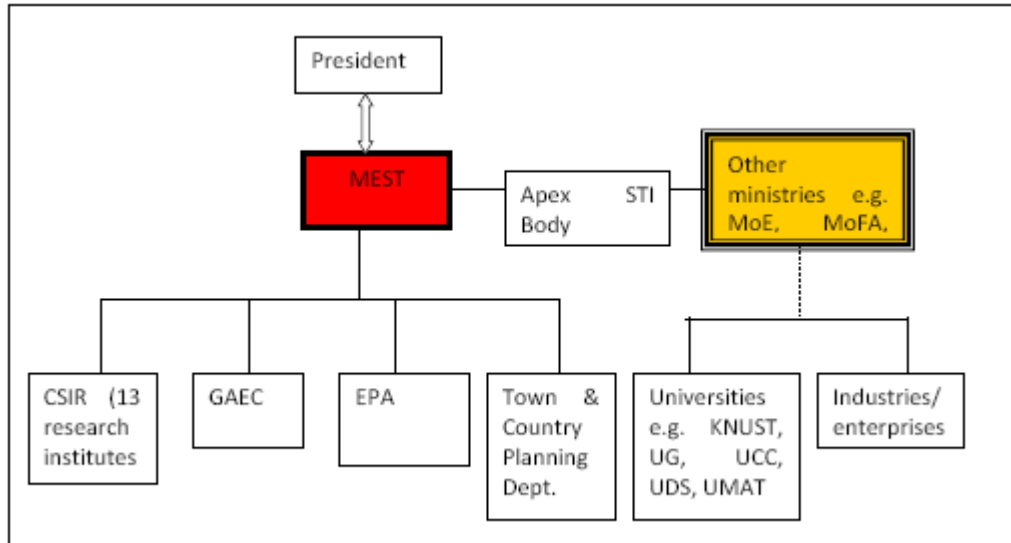 President
MEST
Apex STI
Body
Other
ministries e.g.
MoE, MoFA,
CSIR (13
research
institutes
GAEC
EPA
Town &
Country
Planning
Dept.
Universities
e.g. KNUST,
UG, UCC,
UDS, UMAT
Industries/
enterprises